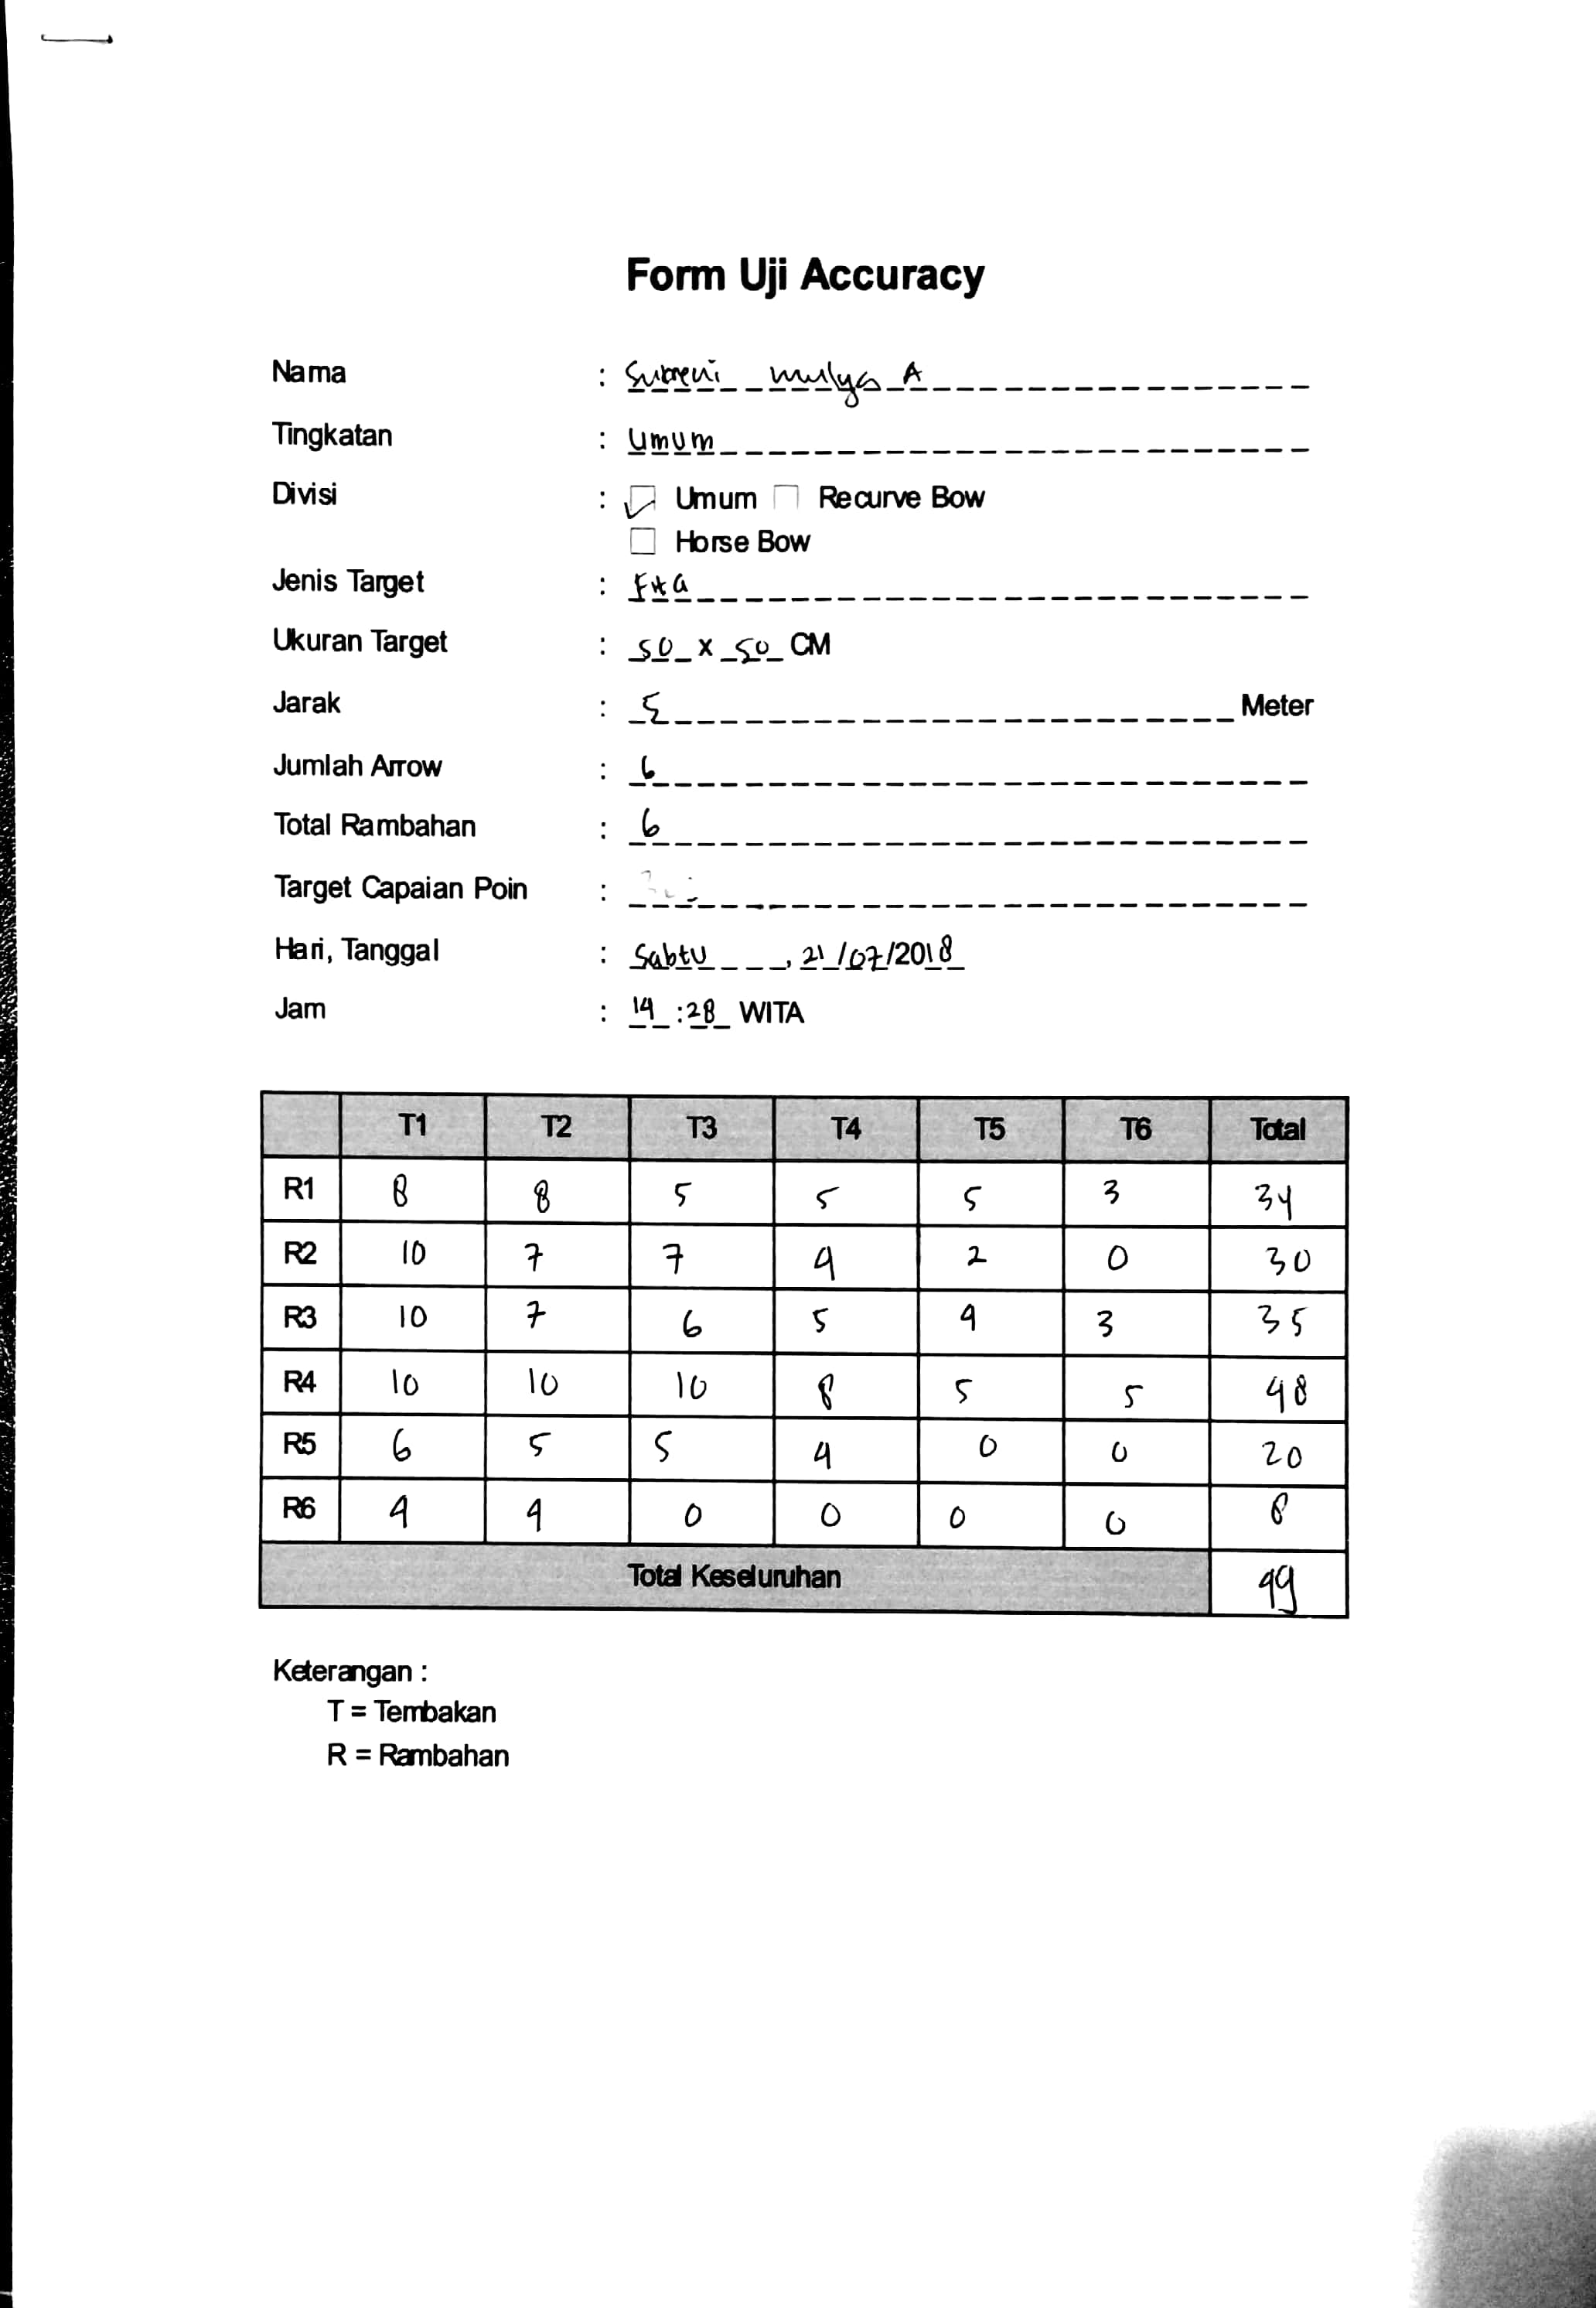 Form Uji Accuracy
Nama : mulya A
Tingkatan : Umum
Divisi : Umum Recurve Bow
Horse Bow
Jenis Target : FITA
Ukuran Target : 50 x 50 CM
Jarak : 5 Meter
Jumlah Arrow : 6
Total Rambahan : 6
Target Capaian Poin :
Hari, Tanggal : Sabtu , 21/07/2018
Jam : 14:28 WITA
T1 T2 T3 T4 T5 T6 Total
R1 8 8 5 5 5 3 34
R2 10 7 7 4 2 0 30
R3 10 7 6 5 4 3 35
R4 10 10 10 8 5 5 48
R5 6 5 5 4 0 0 20
R6 4 4 0 0 0 0 8
Total Keseluruhan 99
Keterangan :
T = Tembakan
R = Rambahan